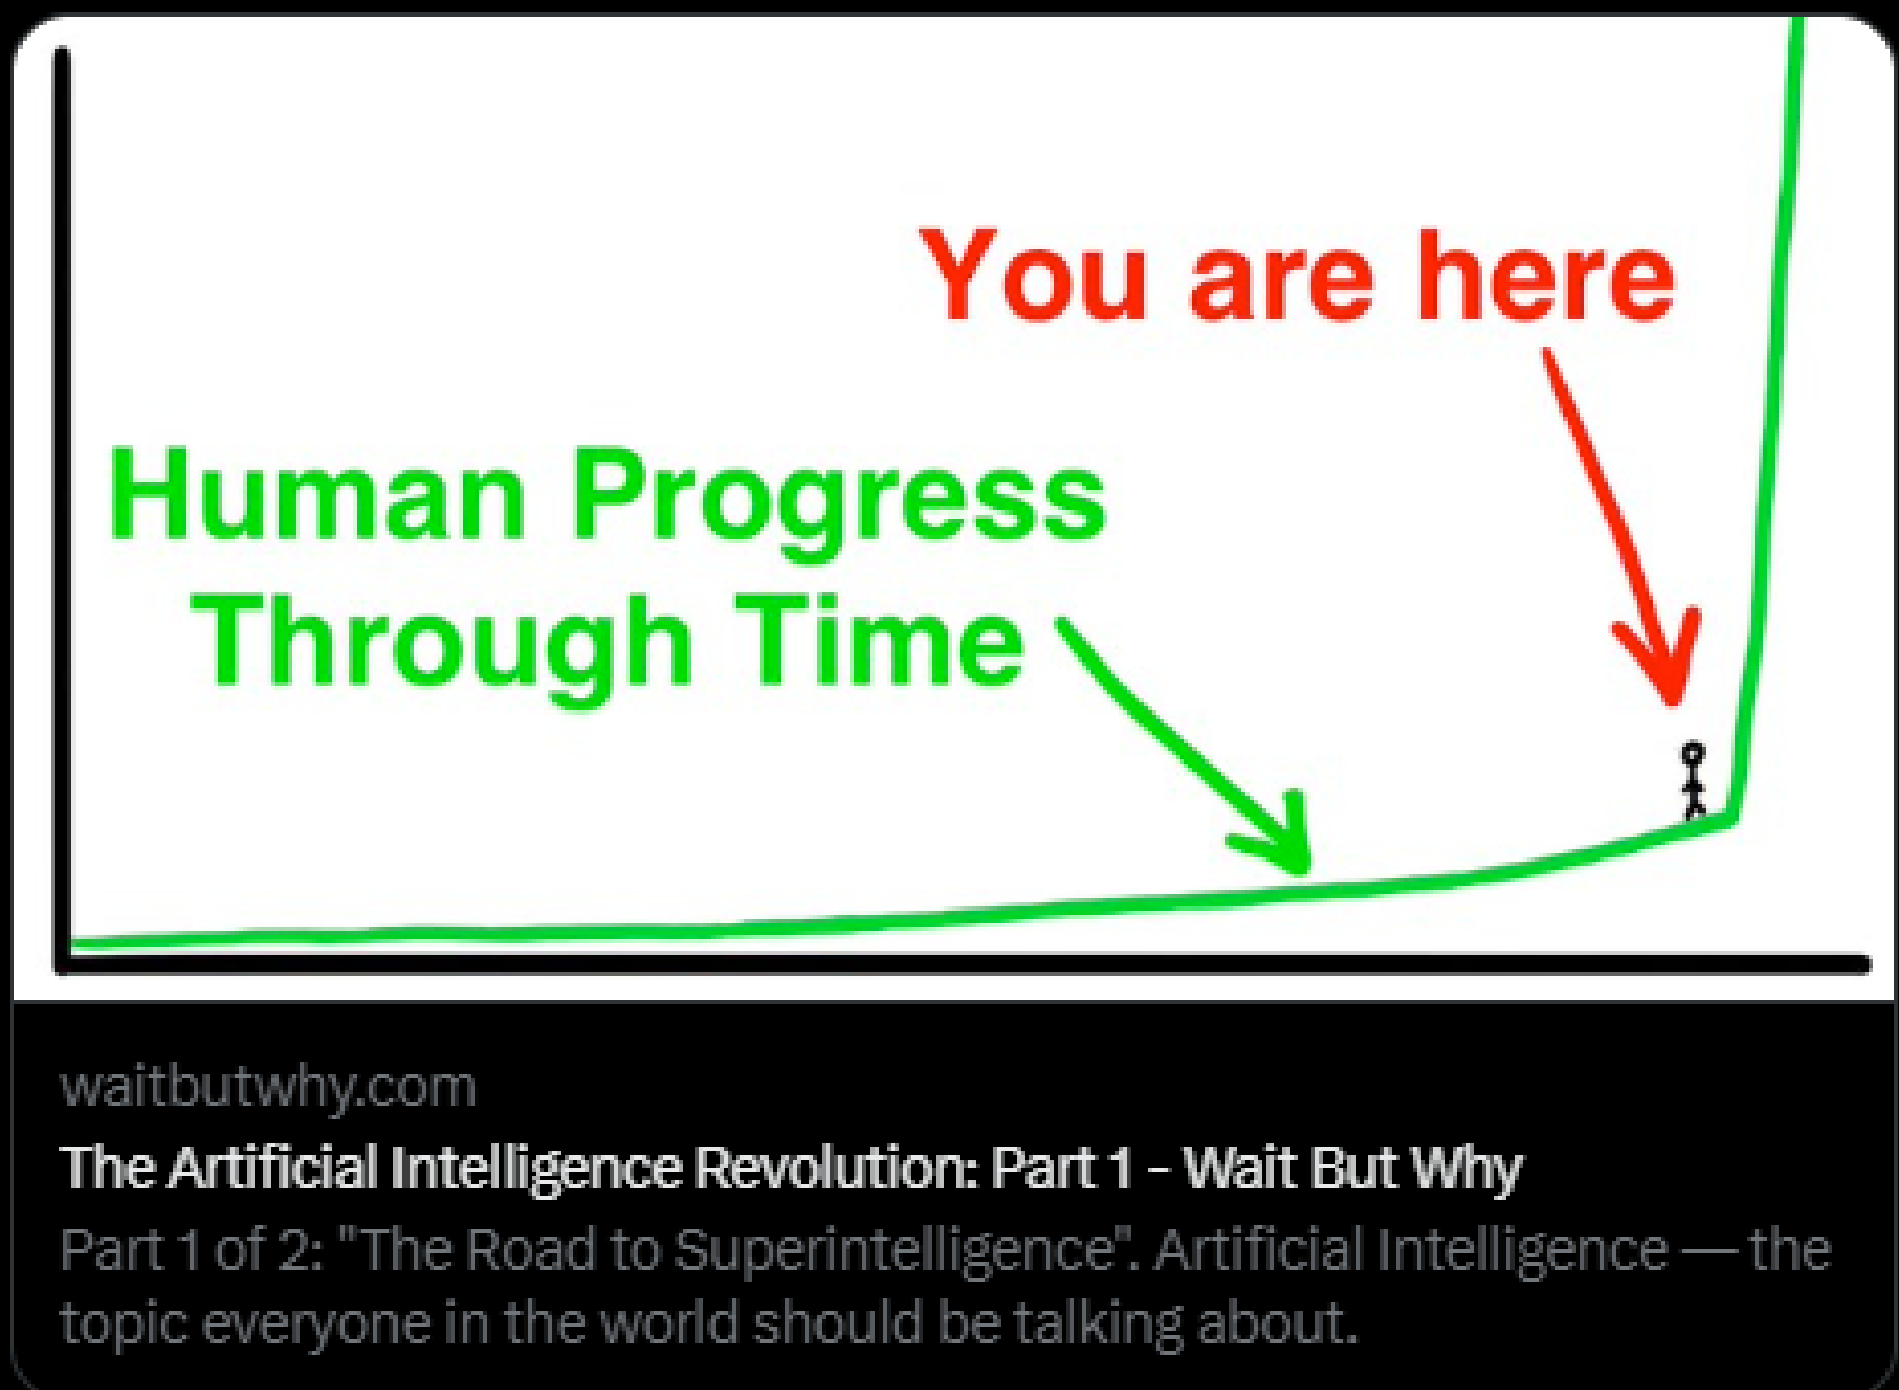 You are here
Human Progress
Through Time
waitbutwhy.com
The Artificial Intelligence Revolution: Part 1 - Wait But Why
Part 1 of 2: "The Road to Superintelligence". Artificial Intelligence — the
topic everyone in the world should be talking about.